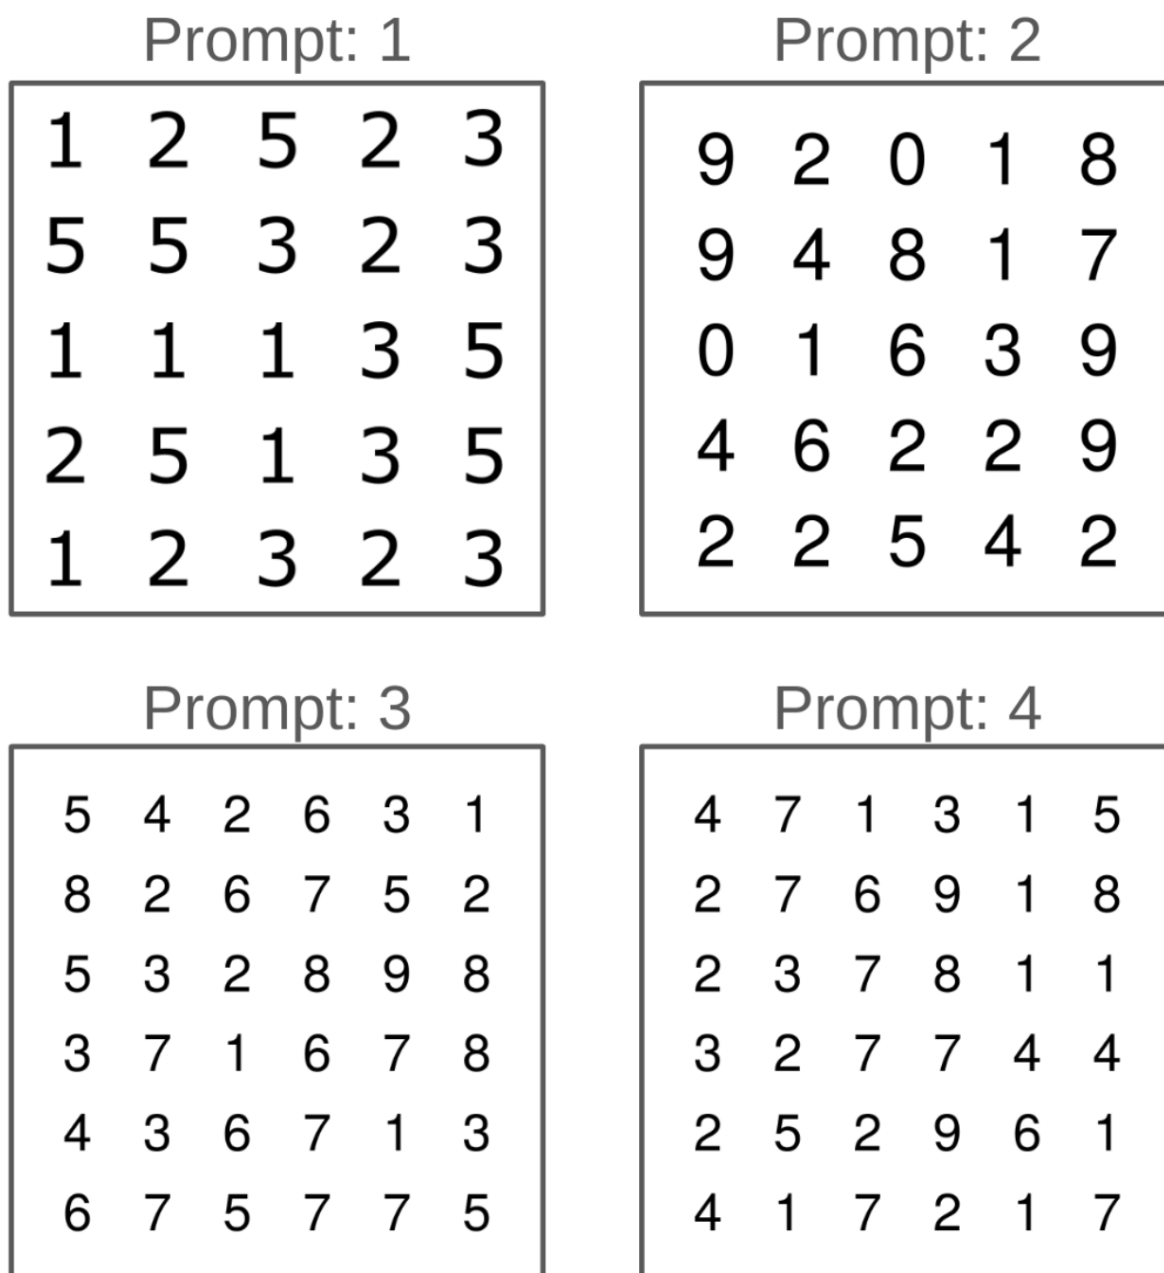 Prompt: 1
1 2 5 2 3
5 5 3 2 3
1 1 1 3 5
2 5 1 3 5
1 2 3 2 3
Prompt: 2
9 2 0 1 8
9 4 8 1 7
0 1 6 3 9
4 6 2 2 9
2 2 5 4 2
Prompt: 3
5 4 2 6 3 1
8 2 6 7 5 2
5 3 2 8 9 8
3 7 1 6 7 8
4 3 6 7 1 3
6 7 5 7 7 5
Prompt: 4
4 7 1 3 1 5
2 7 6 9 1 8
2 3 7 8 1 1
3 2 7 7 4 4
2 5 2 9 6 1
4 1 7 2 1 7